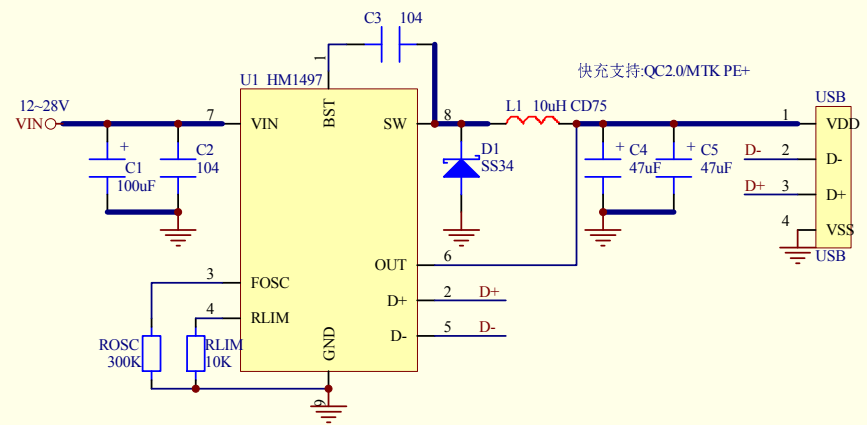 C3 104
1
U1 HM1497
快充支持:QC2.0/MTK PE+
12~28V
VIN
7
VIN
BST
SW
8
L1 10uH CD75
USB
1
VDD
+
C1
100uF
C2
104
D1
SS34
+
C4
47uF
+
C5
47uF
D-
2
D-
D+
3
D+
4
VSS
USB
OUT
6
3
FOSC
D+
2
D+
4
RLIM
D-
5
D-
GND
ROSC
300K
RLIM
10K
9